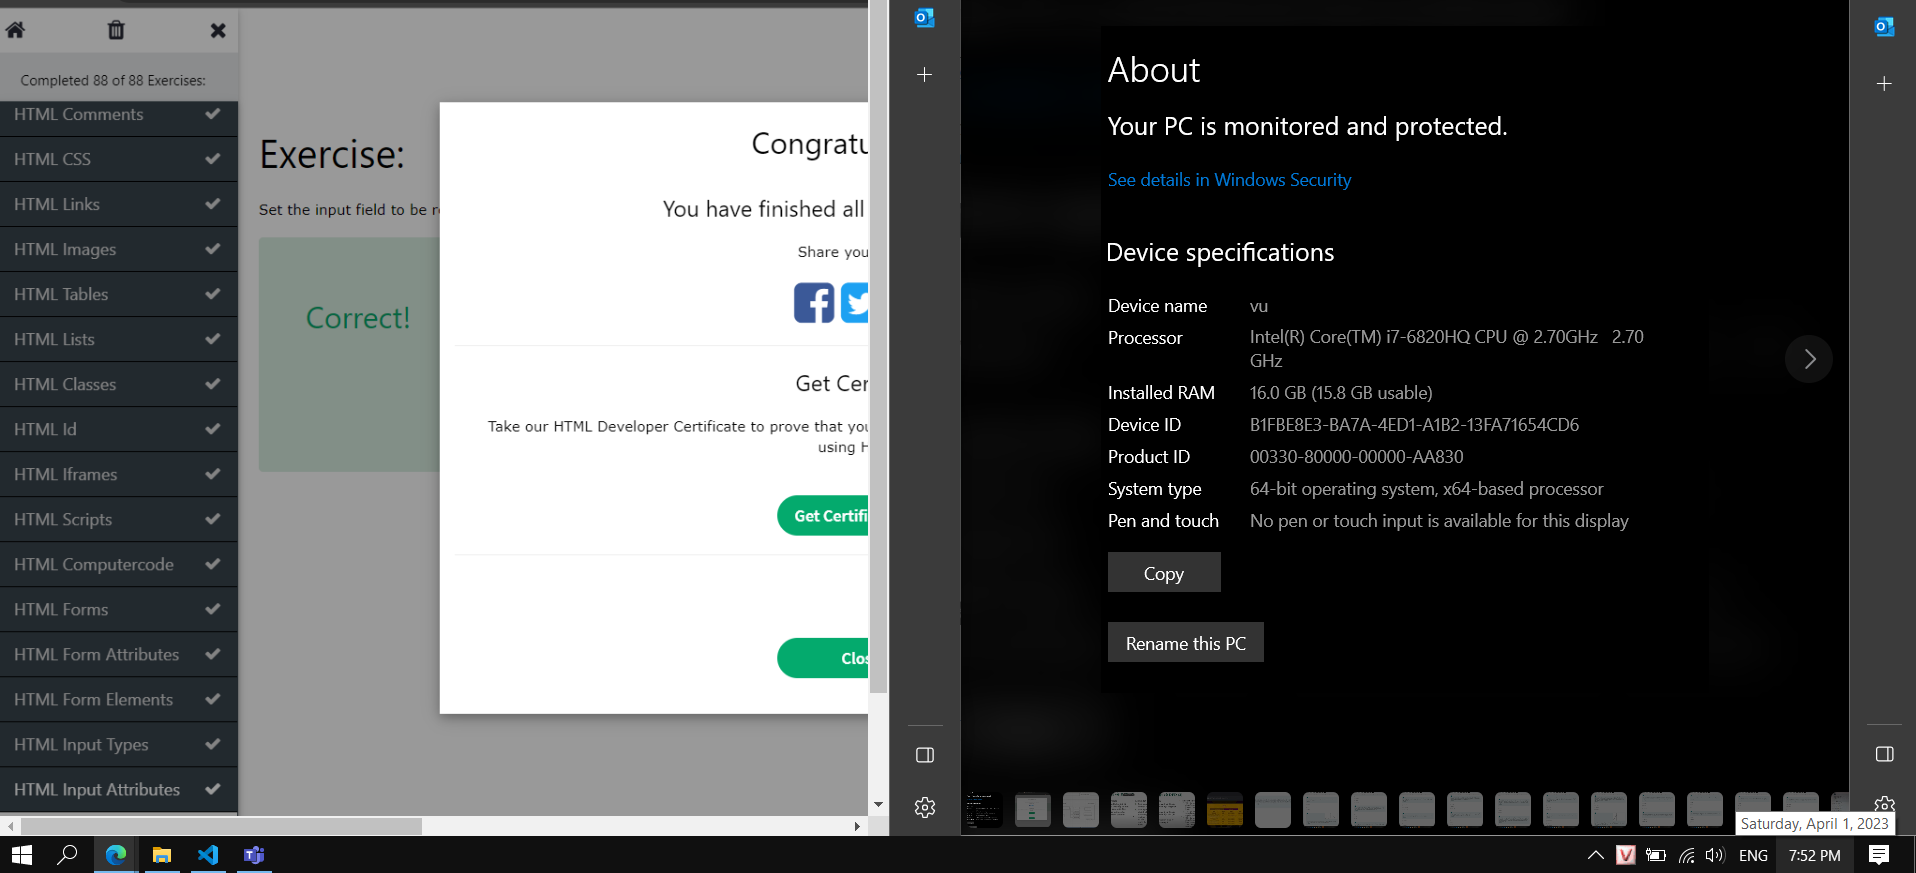 Completed 88 of 88 Exercises:
HTML Comments
HTML CSS
HTML Links
HTML Images
HTML Tables
HTML Lists
HTML Classes
HTML Id
HTML Iframes
HTML Scripts
HTML Computercode
HTML Forms
HTML Form Attributes
HTML Form Elements
HTML Input Types
HTML Input Attributes
Exercise:
Set the input field to be re
Correct!
Congratu
You have finished all
Share you
Get Cer
Take our HTML Developer Certificate to prove that you
using H
Get Certifi
Clos
About
Your PC is monitored and protected.
See details in Windows Security
Device specifications
Device name vu
Processor Intel(R) Core(TM) i7-6820HQ CPU @ 2.70GHz 2.70
GHz
Installed RAM 16.0 GB (15.8 GB usable)
Device ID B1FBE8E3-BA7A-4ED1-A1B2-13FA71654CD6
Product ID 00330-80000-00000-AA830
System type 64-bit operating system, x64-based processor
Pen and touch No pen or touch input is available for this display
Copy
Rename this PC
Saturday, April 1, 2023
ENG 7:52 PM